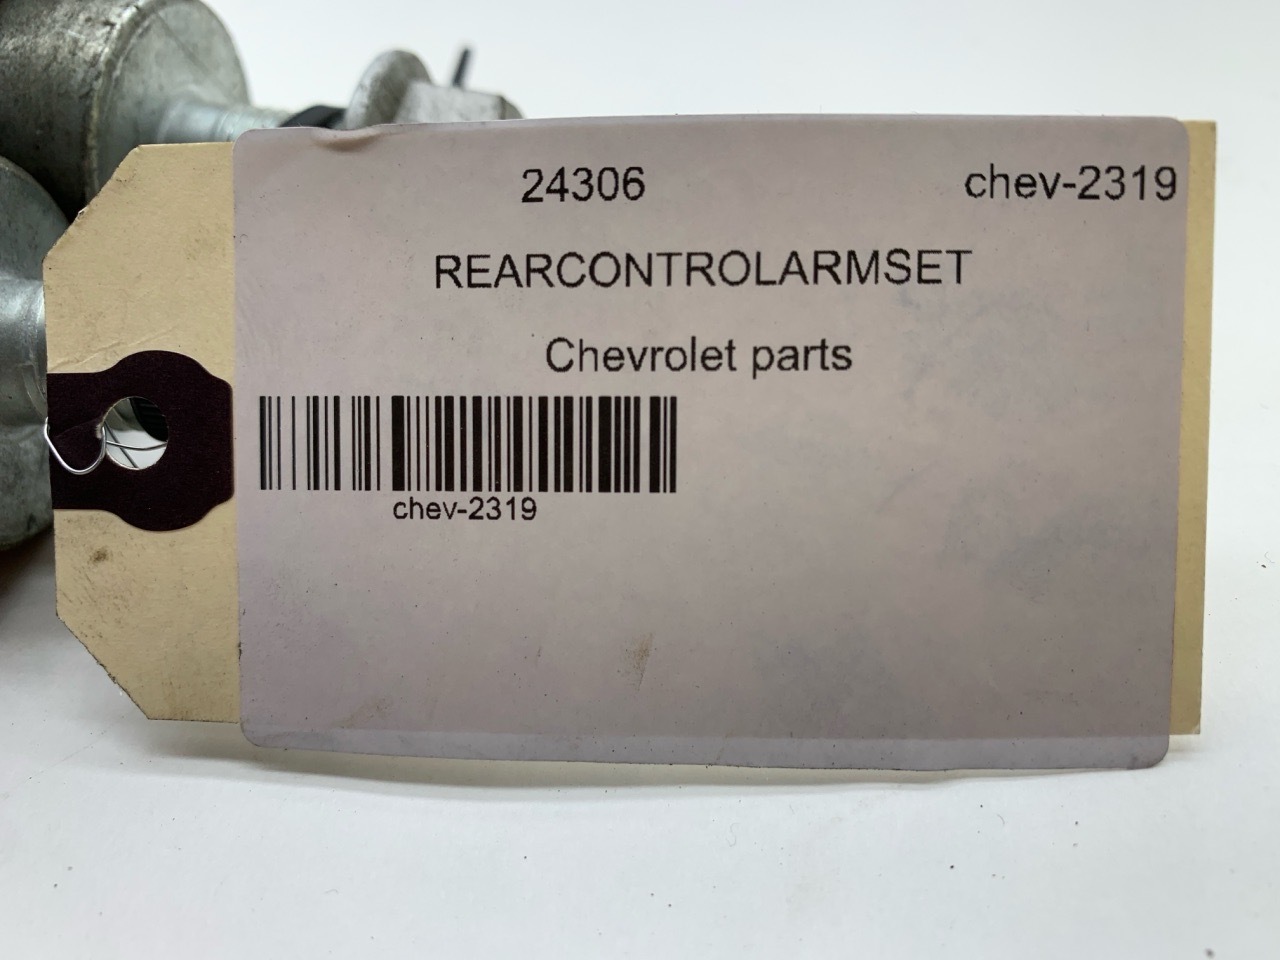 24306 chev-2319
REARCONTROLARMSET
Chevrolet parts
chev-2319